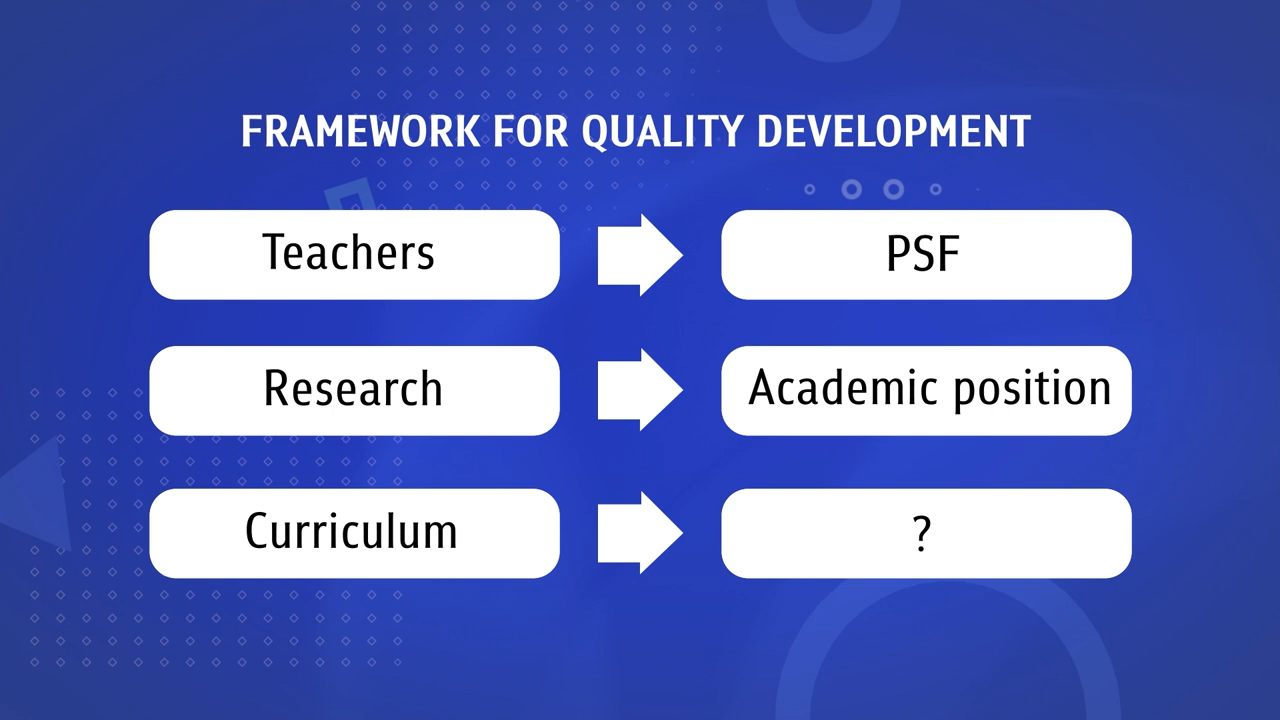 FRAMEWORK FOR QUALITY DEVELOPMENT
Teachers
PSF
Research
Academic position
Curriculum
?